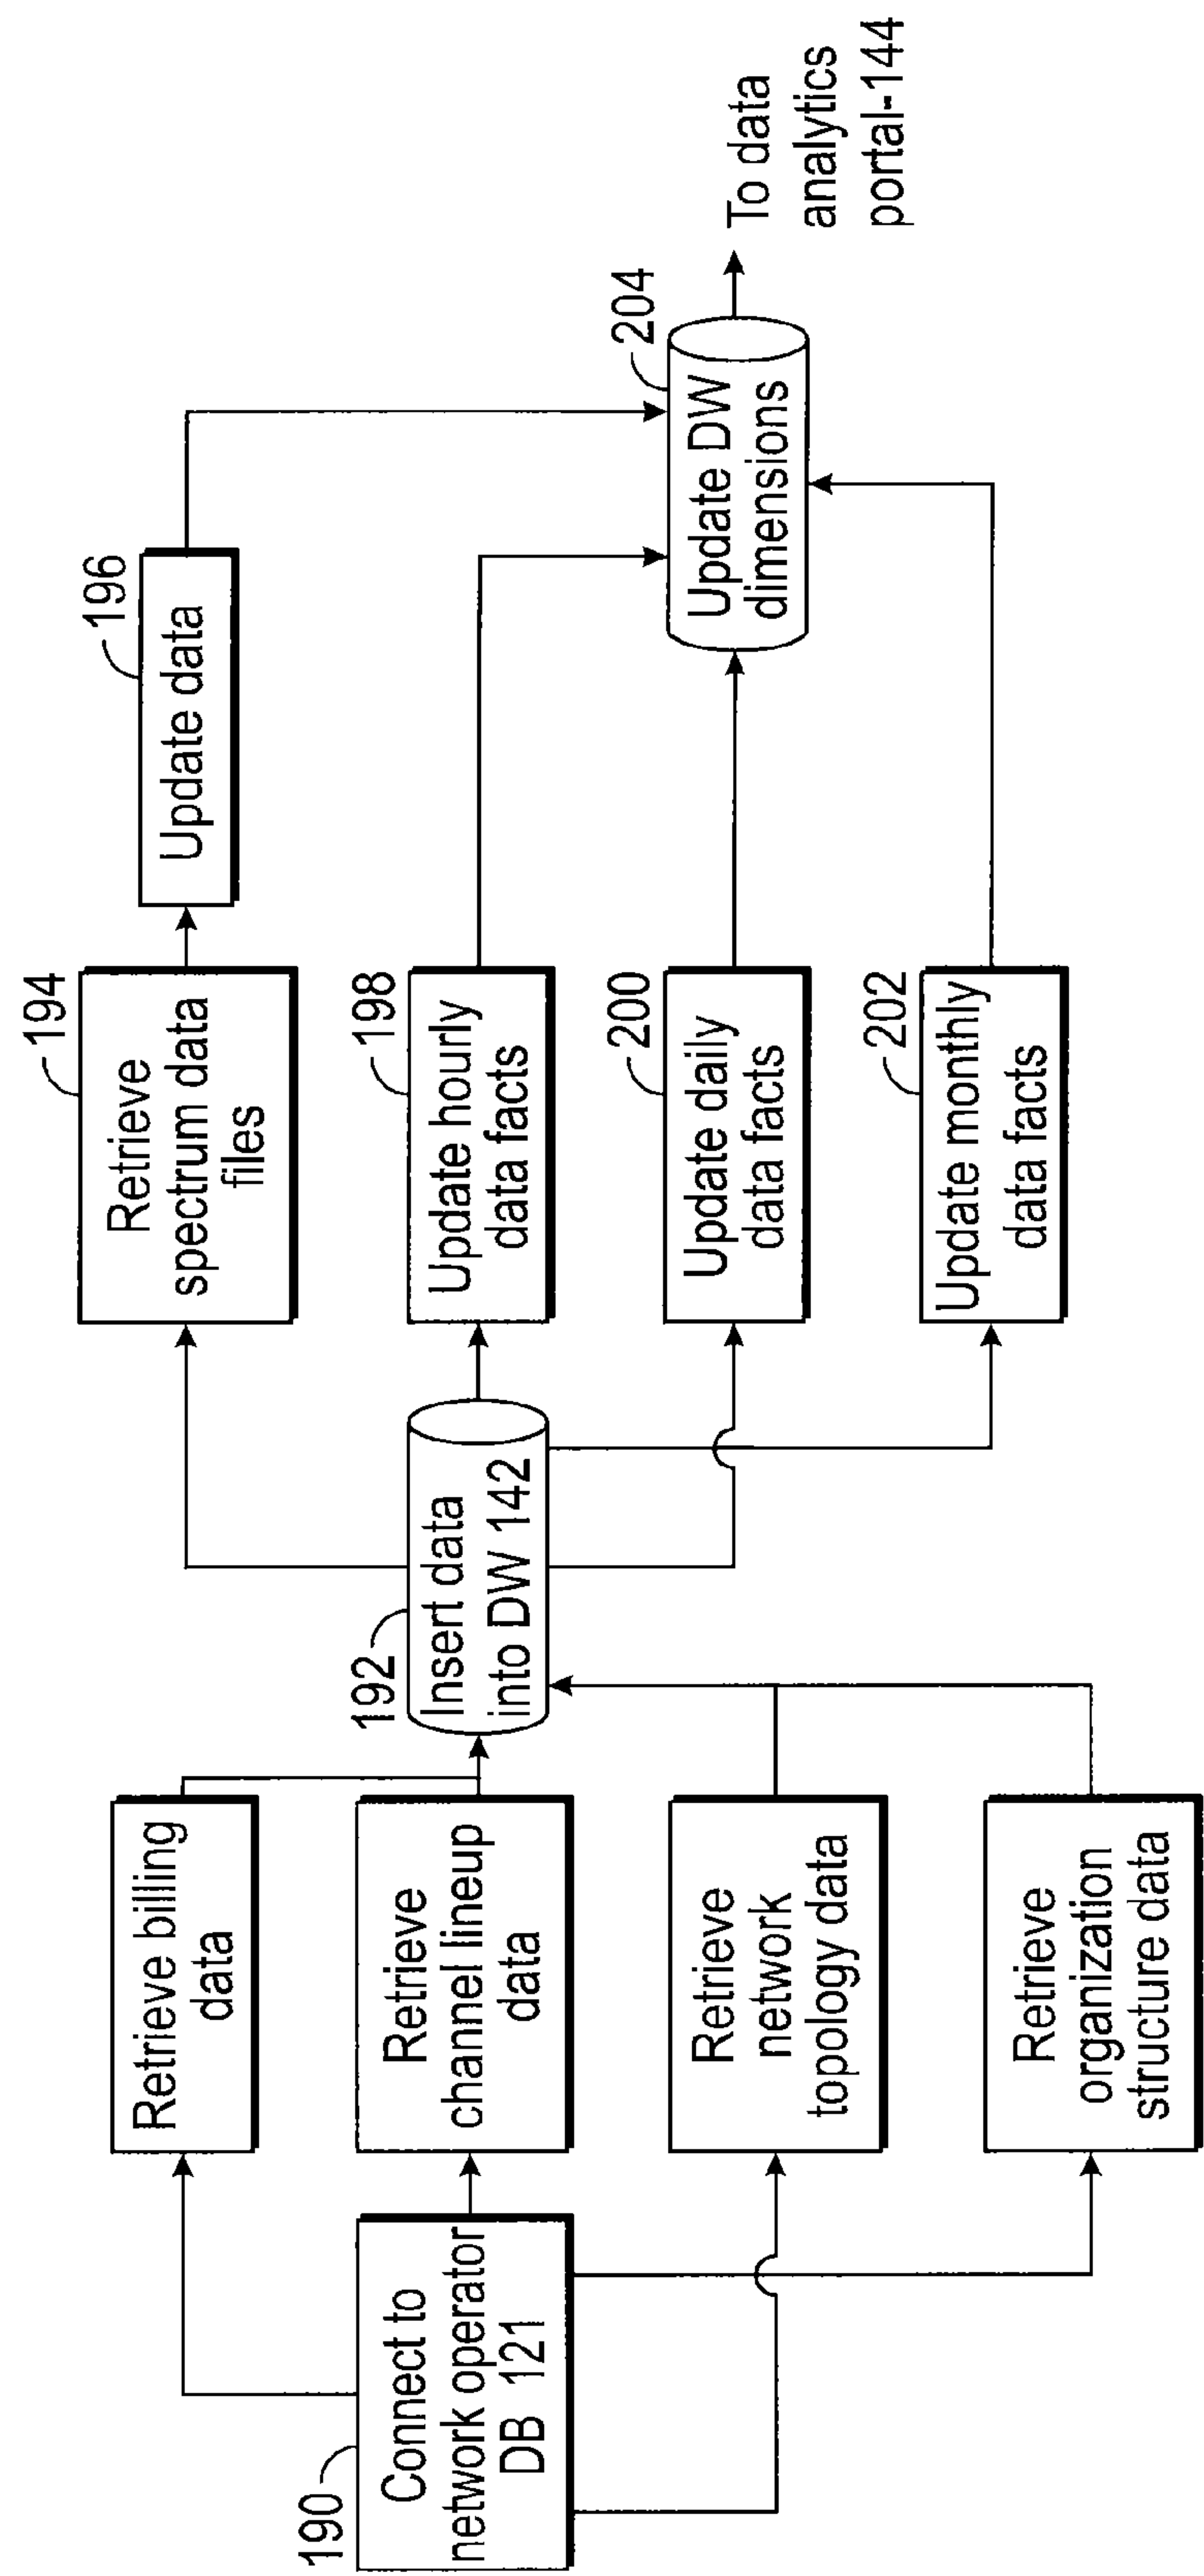 190
Connect to
network operator
DB 121
Retrieve billing
data
Retrieve
channel lineup
data
Retrieve
network
topology data
Retrieve
organization
structure data
192
Insert data
into DW 142
194
Retrieve
spectrum data
files
196
Update data
198
Update hourly
data facts
200
Update daily
data facts
202
Update monthly
data facts
204
Update DW
dimensions
To data
analytics
portal-144